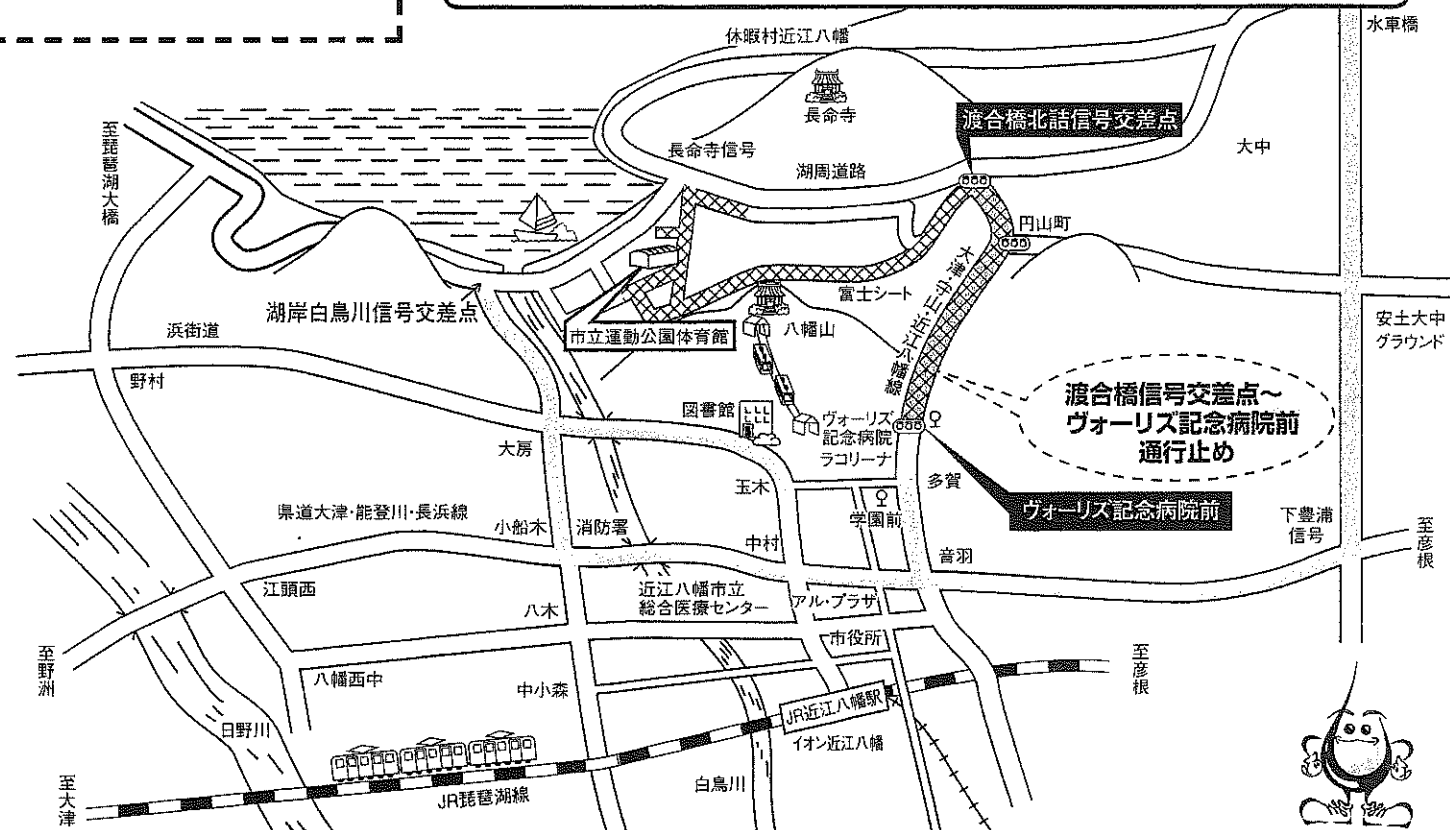 水車橋
休暇村近江八幡
長命寺
渡合橋北詰信号交差点
至琵琶湖大橋
長命寺信号
湖周道路
大中
円山町
大津・守山・近江八幡線
富士シート
湖岸白鳥川信号交差点
市立運動公園体育館
八幡山
安土大中
グラウンド
浜街道
野村
渡合橋信号交差点~
ヴォーリズ記念病院前
通行止め
図書館
ヴォーリズ
記念病院
ラコリーナ
大房
玉木
多賀
ヴォーリズ記念病院前
県道大津・能登川・長浜線
小船木
消防署
中村
学園前
音羽
下豊浦
信号
至彦根
江頭西
近江八幡市立
総合医療センター
アル・プラザ
八木
市役所
至野洲
八幡西中
中小森
至彦根
日野川
JR近江八幡駅
イオン近江八幡
至大津
JR琵琶湖線
白鳥川